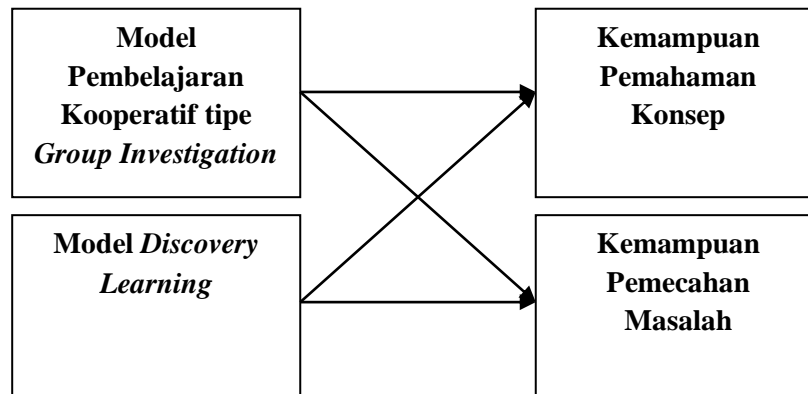 Model
Pembelajaran
Kooperatif tipe
Group Investigation
Kemampuan
Pemahaman
Konsep
Model Discovery
Learning
Kemampuan
Pemecahan
Masalah